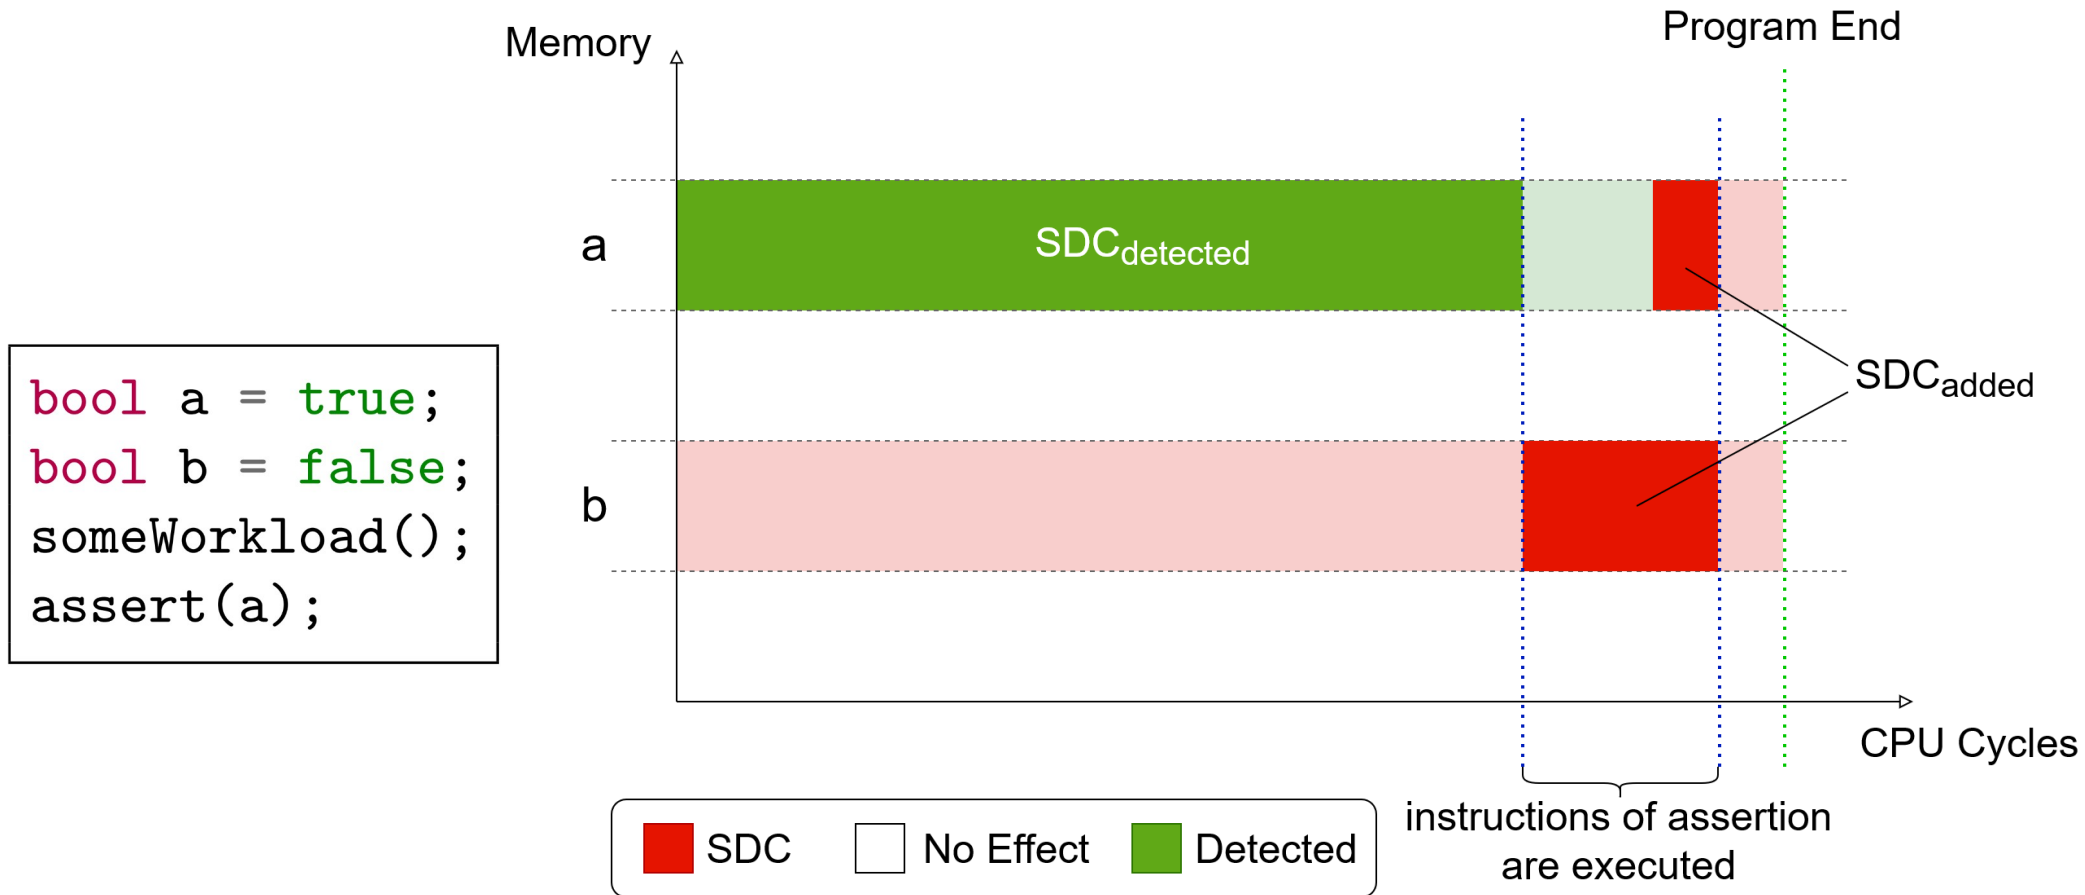 Program End
Memory
a
SDCdetected
bool a = true;
bool b = false;
someWorkload();
assert(a);
SDCadded
b
CPU Cycles
instructions of assertion
are executed
SDC
No Effect
Detected